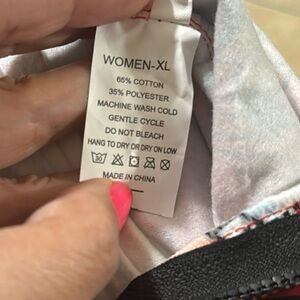 WOMEN-XL
65% COTTON
35% POLYESTER
MACHINE WASH COLD
GENTLE CYCLE
DO NOT BLEACH
HANG TO DRY OR DRY ON LOW
30
MADE IN CHINA